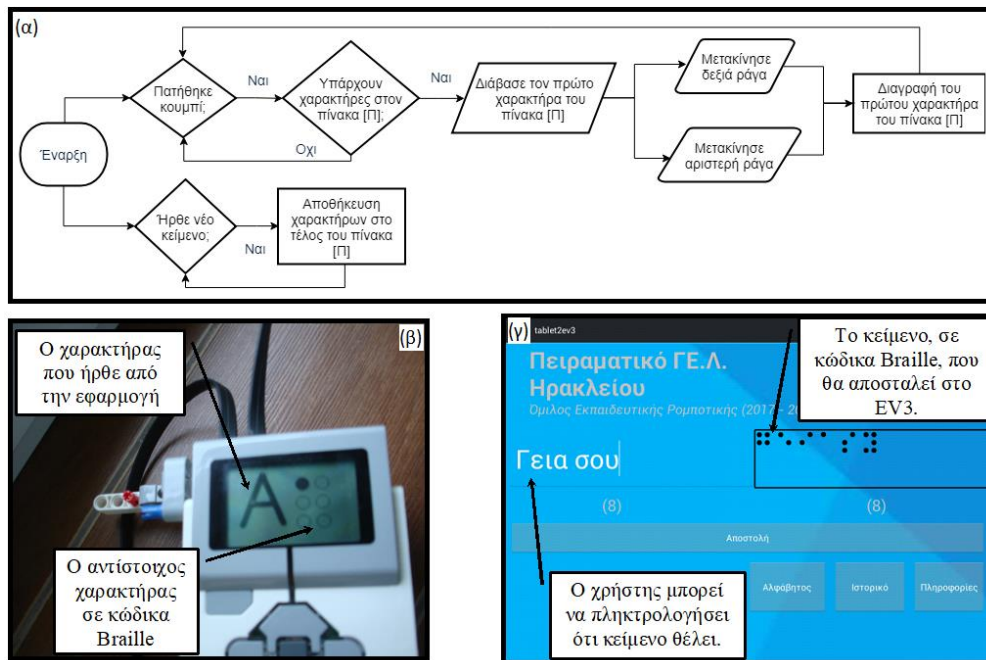 (α)
Έναρξη
Πατήθηκε
κουμπί;
Ναι
Υπάρχουν
χαρακτήρες στον
πίνακα [Π];
Ναι
Όχι
Διάβασε τον πρώτο
χαρακτήρα του
πίνακα [Π]
Μετακίνησε
δεξιά ράγα
Μετακίνησε
αριστερή ράγα
Διαγραφή του
πρώτου χαρακτήρα
του πίνακα [Π]
Ήρθε νέο
κείμενο;
Ναι
Αποθήκευση
χαρακτήρων στο
τέλος του πίνακα
[Π]
(β)
Ο χαρακτήρας
που ήρθε από
την εφαρμογή
A
Ο αντίστοιχος
χαρακτήρας
σε κώδικα
Braille
(γ)
tablet2ev3
Πειραματικό ΓΕ.Λ.
Ηρακλείου
Όμιλος Εκπαιδευτικής Ρομποτικής (2017 -
Το κείμενο, σε
κώδικα Braille, που
θα αποσταλεί στο
EV3.
Γεια σου
(8)
(8)
Αποστολή
Αλφάβητος
Ιστορικό
Πληροφορίες
Ο χρήστης μπορεί
να πληκτρολογήσει
ότι κείμενο θέλει.